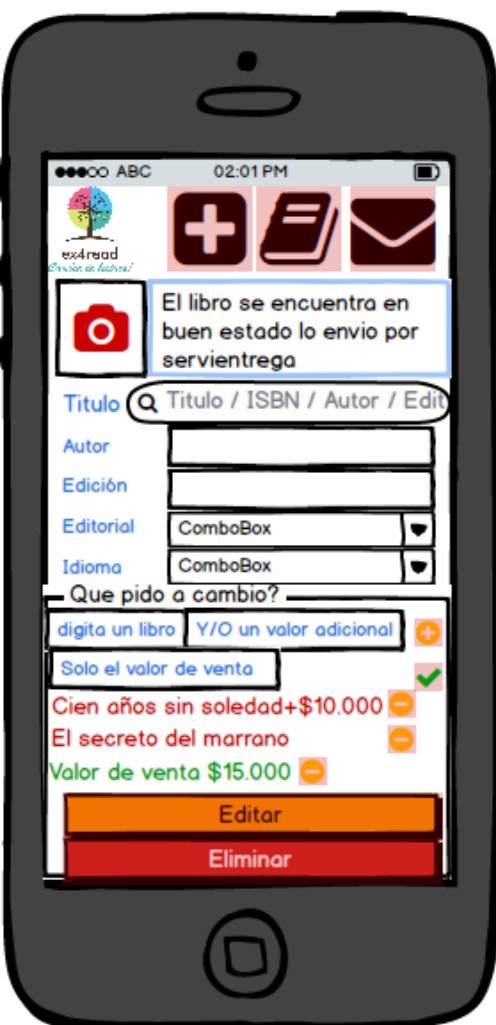 ABC 02:01 PM
ex4read
El libro se encuentra en
buen estado lo envio por
servientrega
Titulo Titulo / ISBN / Autor / Edit
Autor
Edición
Editorial ComboBox
Idioma ComboBox
Que pido a cambio?
digita un libro Y/O un valor adicional
Solo el valor de venta
Cien años sin soledad+$10.000
El secreto del marrano
Valor de venta $15.000
Editar
Eliminar